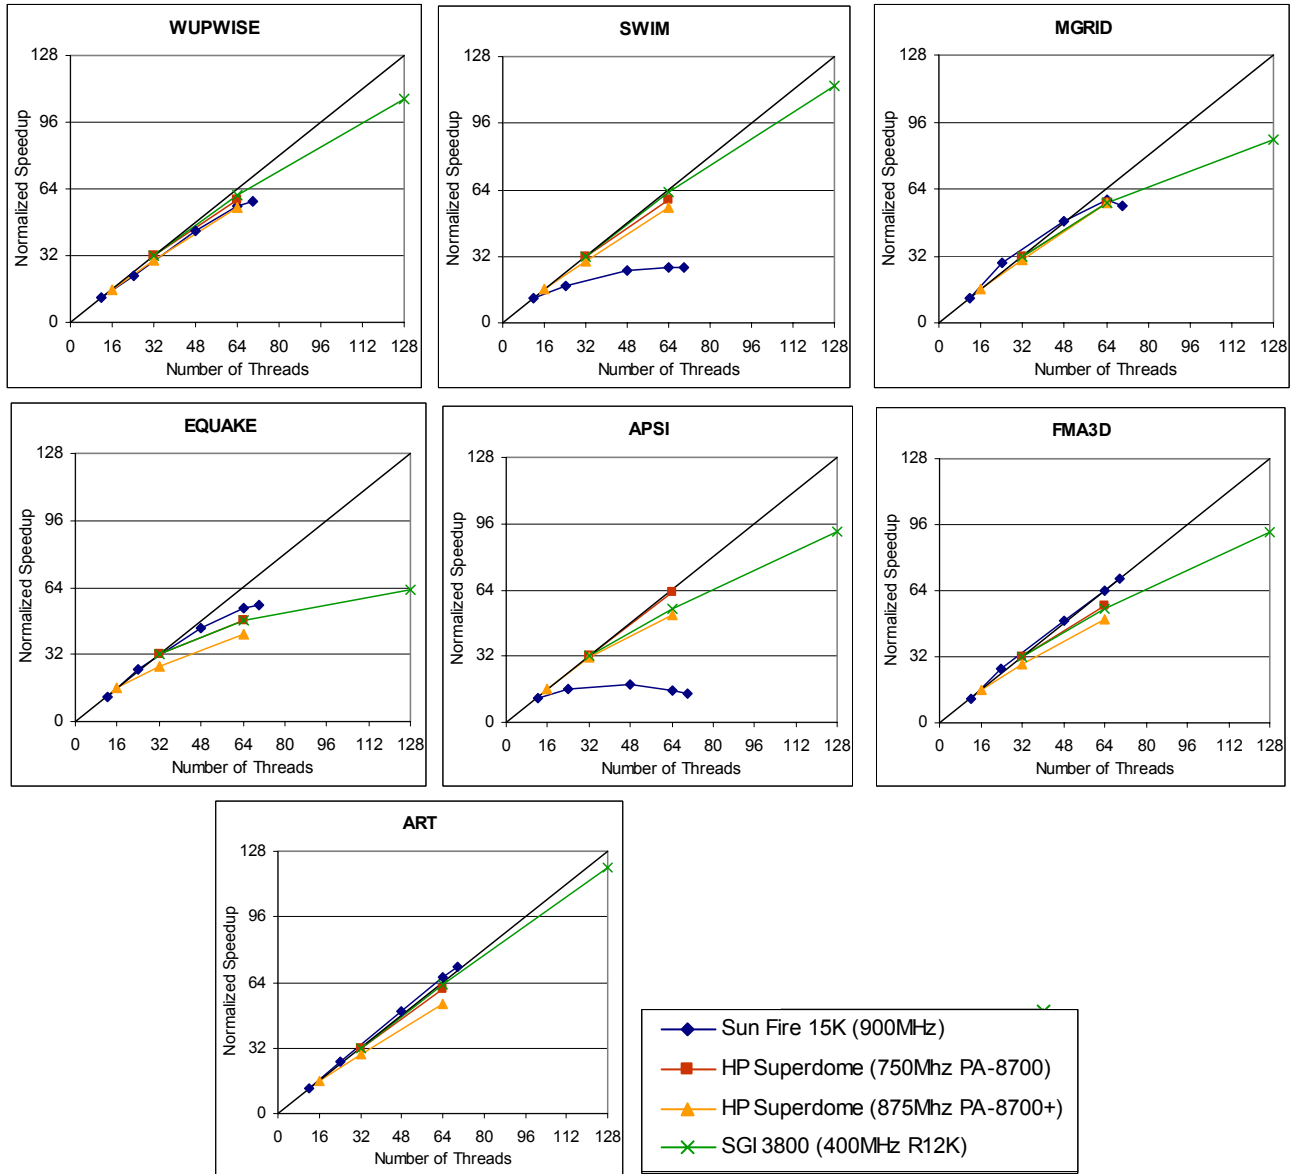 WUPWISE
128
96
64
32
0
Normalized Speedup
0 16 32 48 64 80 96 112 128
Number of Threads
SWIM
128
96
64
32
0
Normalized Speedup
0 16 32 48 64 80 96 112 128
Number of Threads
MGRID
128
96
64
32
0
Normalized Speedup
0 16 32 48 64 80 96 112 128
Number of Threads
EQUAKE
128
96
64
32
0
Normalized Speedup
0 16 32 48 64 80 96 112 128
Number of Threads
APSI
128
96
64
32
0
Normalized Speedup
0 16 32 48 64 80 96 112 128
Number of Threads
FMA3D
128
96
64
32
0
Normalized Speedup
0 16 32 48 64 80 96 112 128
Number of Threads
ART
128
96
64
32
0
Normalized Speedup
0 16 32 48 64 80 96 112 128
Number of Threads
Sun Fire 15K (900MHz)
HP Superdome (750Mhz PA-8700)
HP Superdome (875Mhz PA-8700+)
SGI 3800 (400MHz R12K)